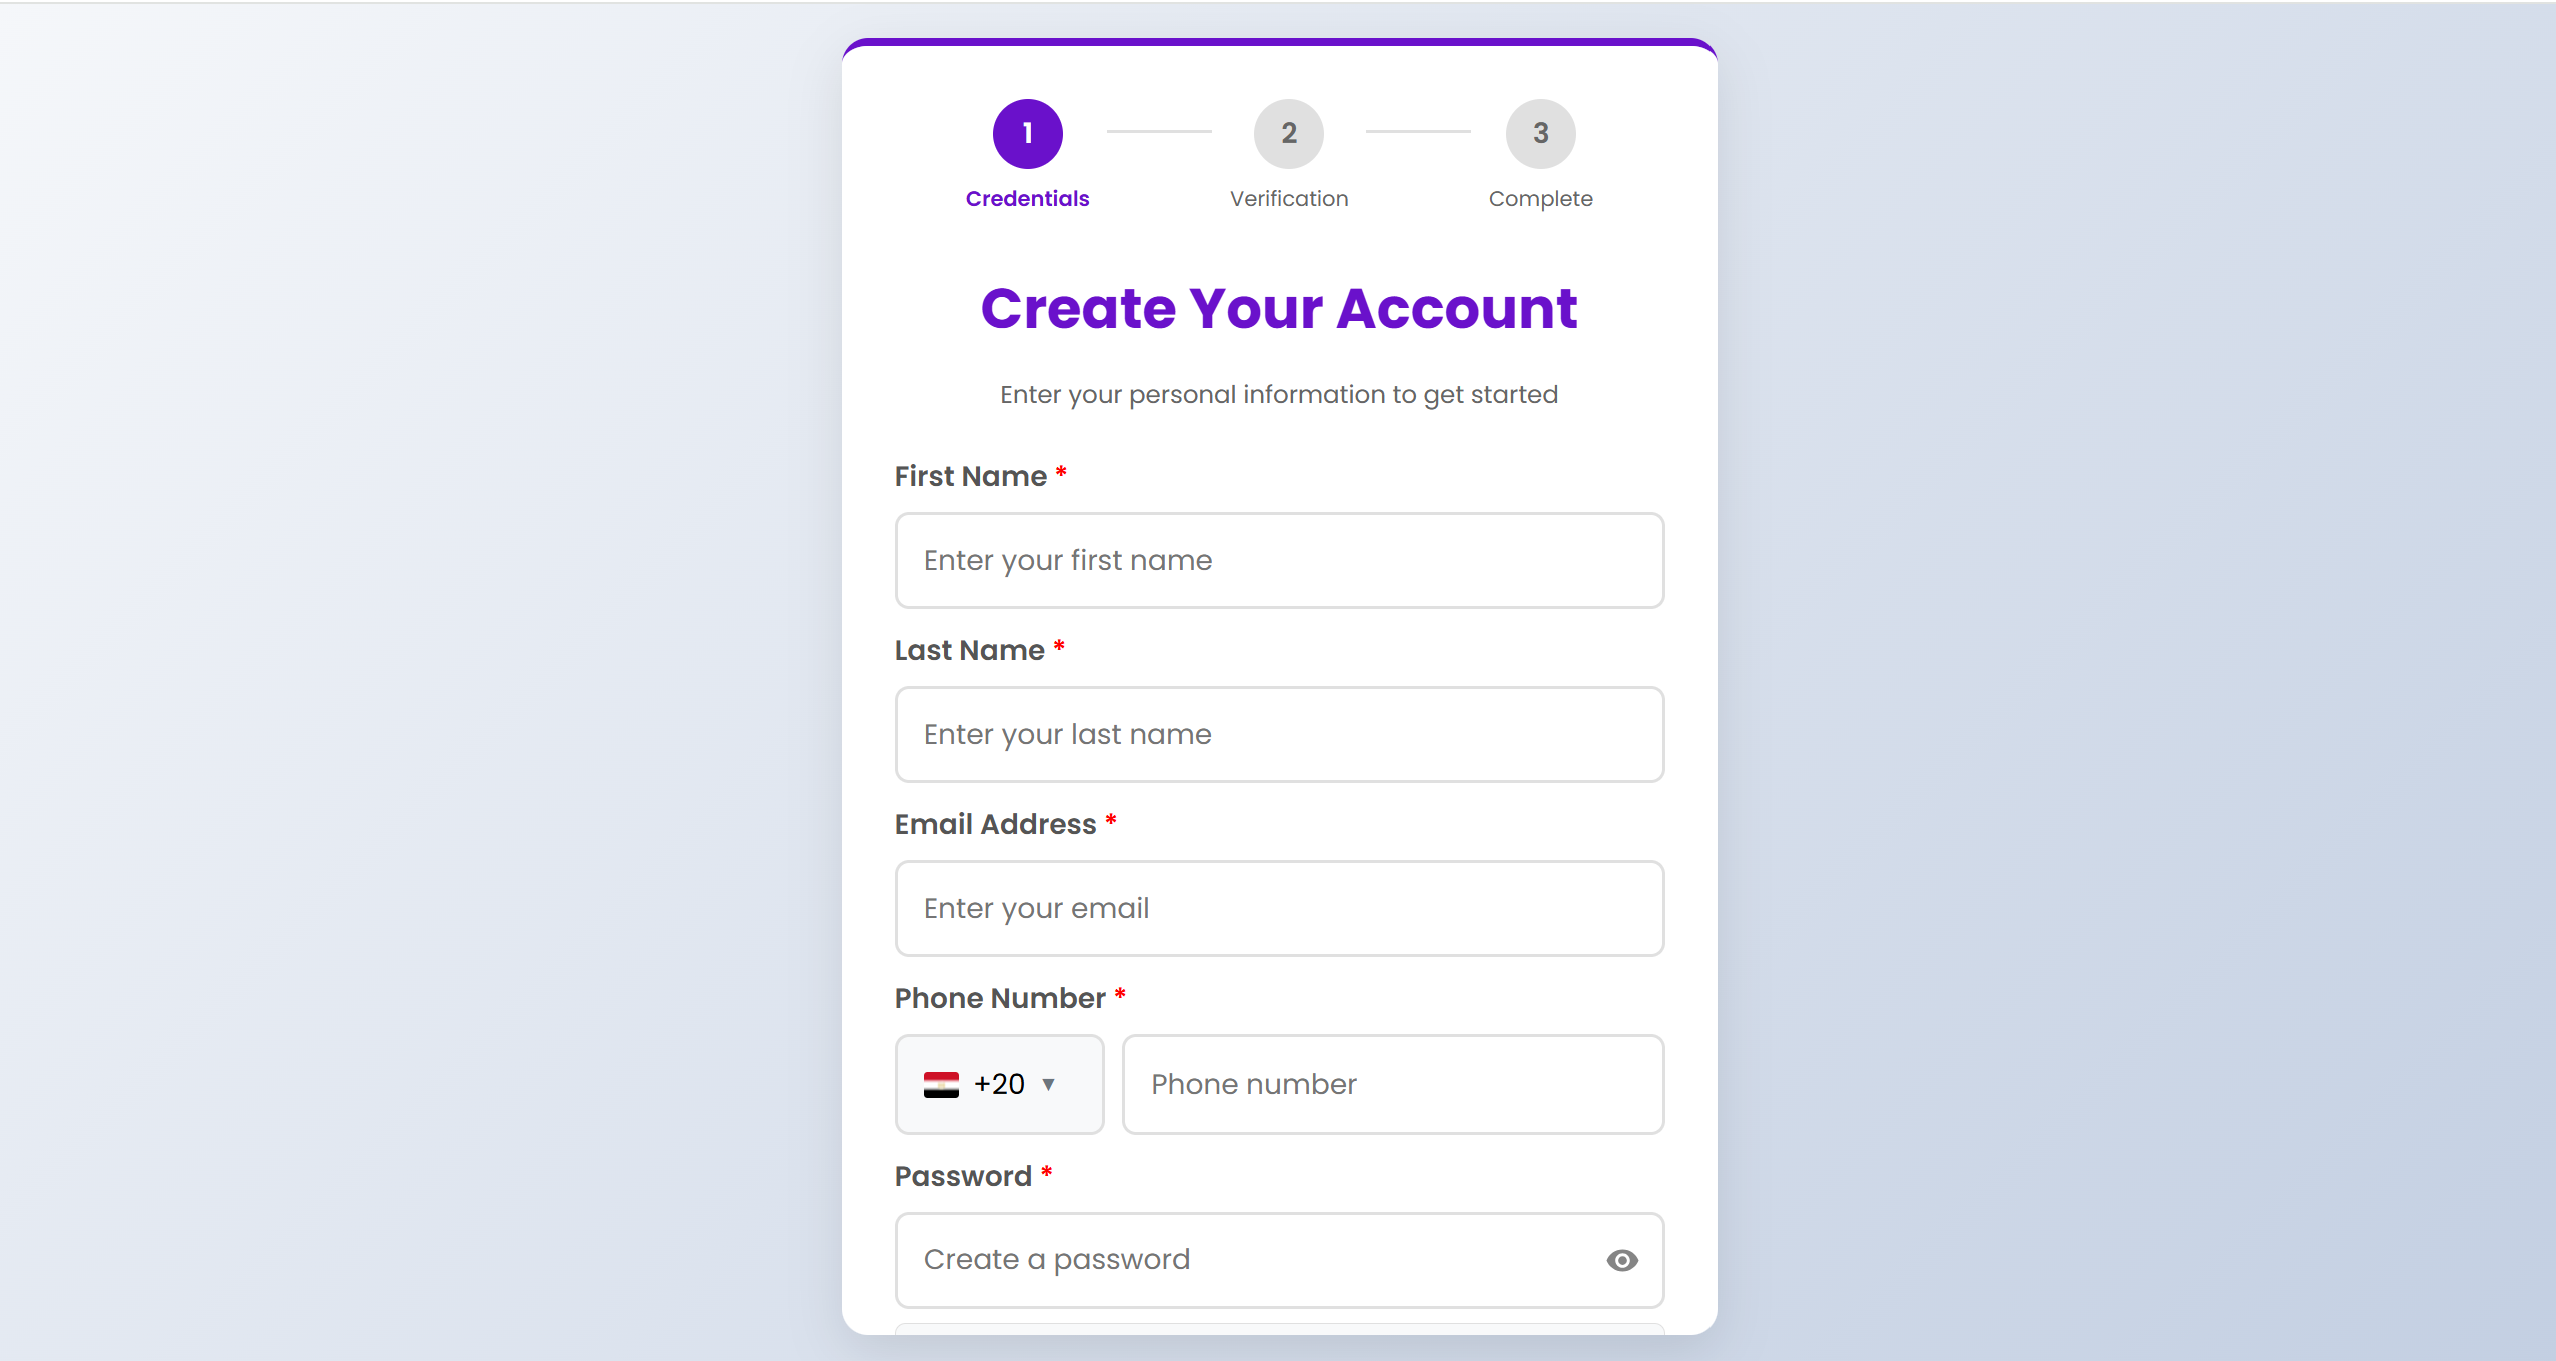 1
2
3
Credentials
Verification
Complete
Create Your Account
Enter your personal information to get started
First Name *
Enter your first name
Last Name *
Enter your last name
Email Address *
Enter your email
Phone Number *
+20 ▼
Phone number
Password *
Create a password